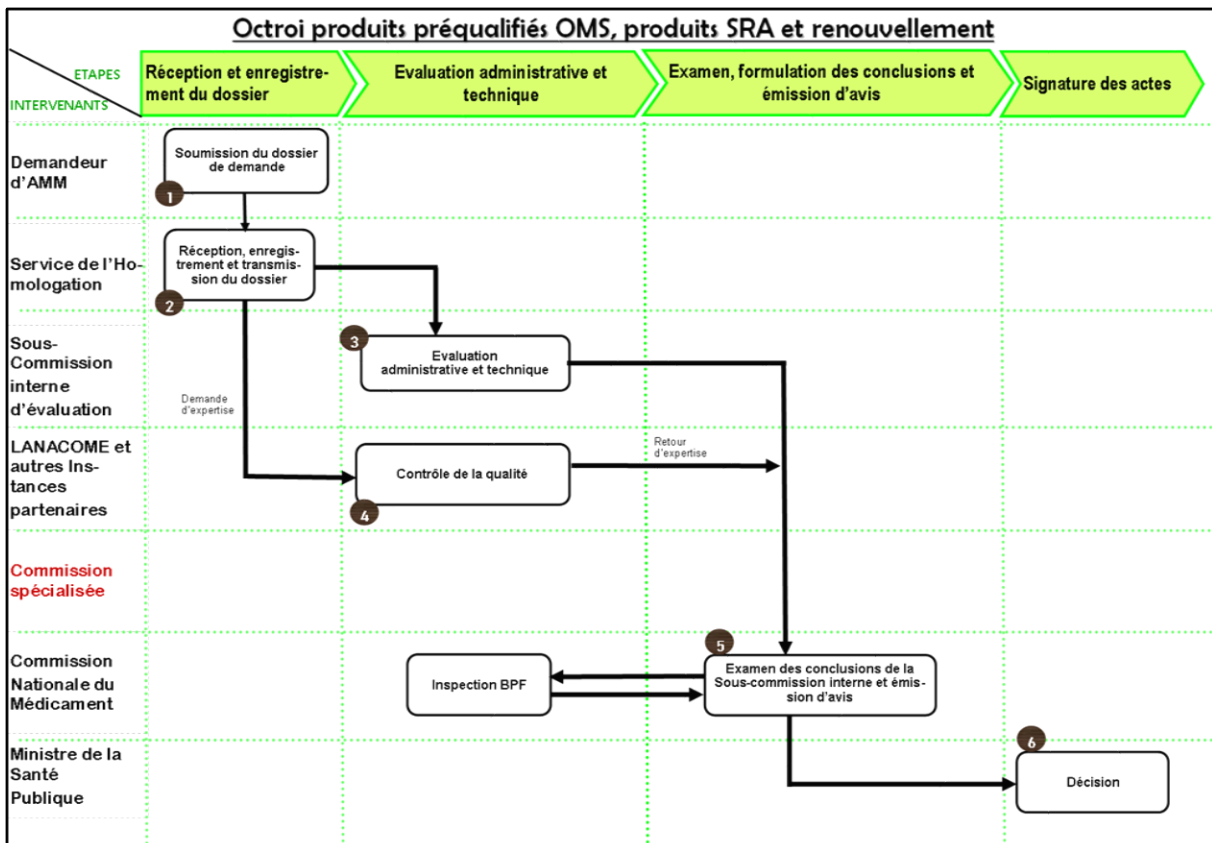 Octroi produits préqualifiés OMS, produits SRA et renouvellement
ETAPES
INTERVENANTS
Réception et enregistre-
ment du dossier
Evaluation administrative et
technique
Examen, formulation des conclusions et
émission d'avis
Signature des actes
Demandeur
d'AMM
Soumission du dossier
de demande
1
Service de l'Ho-
mologation
Réception, enregis-
trement et transmis-
sion du dossier
2
Sous-
Commission
interne
d'évaluation
3
Evaluation
administrative et technique
Demande
d'expertise
LANACOME et
autres Ins-
tances
partenaires
Contrôle de la qualité
4
Retour
d'expertise
Commission
spécialisée
Commission
Nationale du
Médicament
Inspection BPF
5
Examen des conclusions de la
Sous-commission interne et émis-
sion d'avis
Ministre de la
Santé
Publique
6
Décision